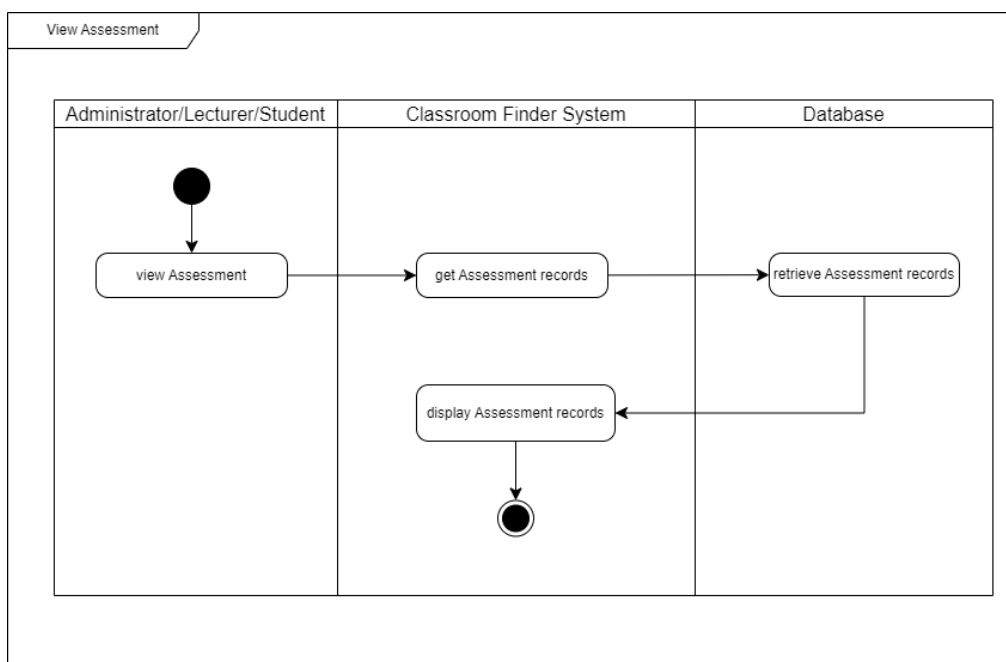 View Assessment
Administrator/Lecturer/Student
Classroom Finder System
Database
view Assessment
get Assessment records
retrieve Assessment records
display Assessment records